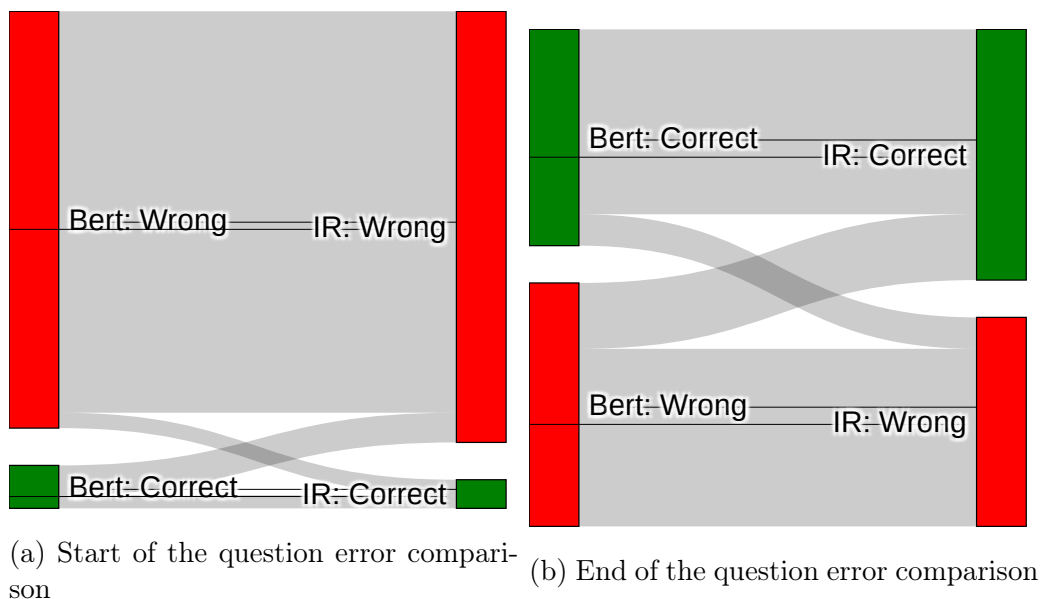 Bert: Wrong
IR: Wrong
Bert: Correct
IR: Correct
(a) Start of the question error compari-
son
Bert: Correct
IR: Correct
Bert: Wrong
IR: Wrong
(b) End of the question error comparison